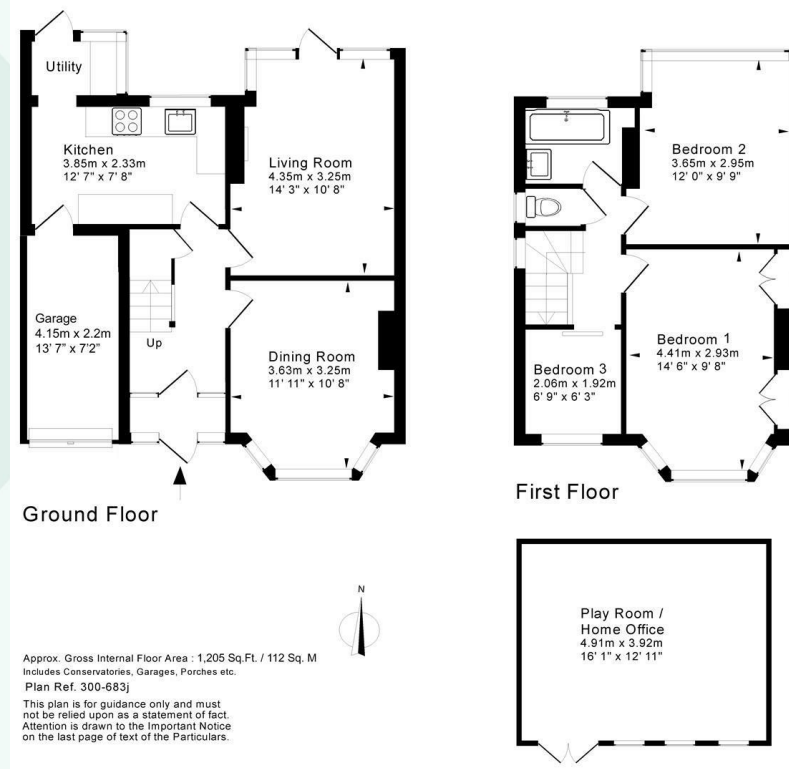 Utility
Kitchen
3.85m x 2.33m
12' 7" x 7' 8"
Living Room
4.35m x 3.25m
14' 3" x 10' 8"
Garage
4.15m x 2.2m
13' 7" x 7'2"
Up
Dining Room
3.63m x 3.25m
11' 11" x 10' 8"
Ground Floor
Bedroom 2
3.65m x 2.95m
12' 0" x 9' 9"
Bedroom 1
4.41m x 2.93m
14' 6" x 9' 8"
Bedroom 3
2.06m x 1.92m
6' 9" x 6' 3"
First Floor
Play Room /
Home Office
4.91m x 3.92m
16' 1" x 12' 11"
N
Approx. Gross Internal Floor Area : 1,205 Sq.Ft. / 112 Sq. M
Includes Conservatories, Garages, Porches etc.
Plan Ref. 300-683j
This plan is for guidance only and must
not be relied upon as a statement of fact.
Attention is drawn to the Important Notice
on the last page of text of the Particulars.